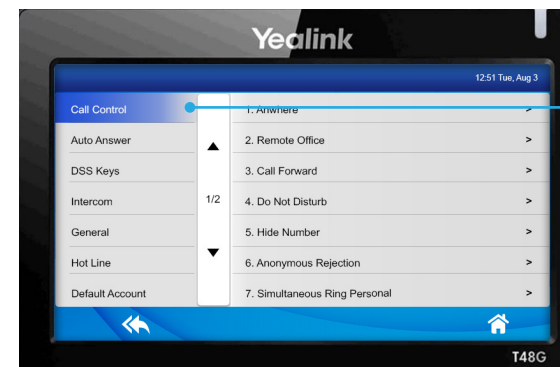 Yealink
12:51 Tue, Aug 3
Call Control
1. Anwhere >
Auto Answer
2. Remote Office >
DSS Keys
3. Call Forward >
Intercom
1/2
4. Do Not Disturb >
General
5. Hide Number >
Hot Line
6. Anonymous Rejection >
Default Account
7. Simultaneous Ring Personal >
T48G